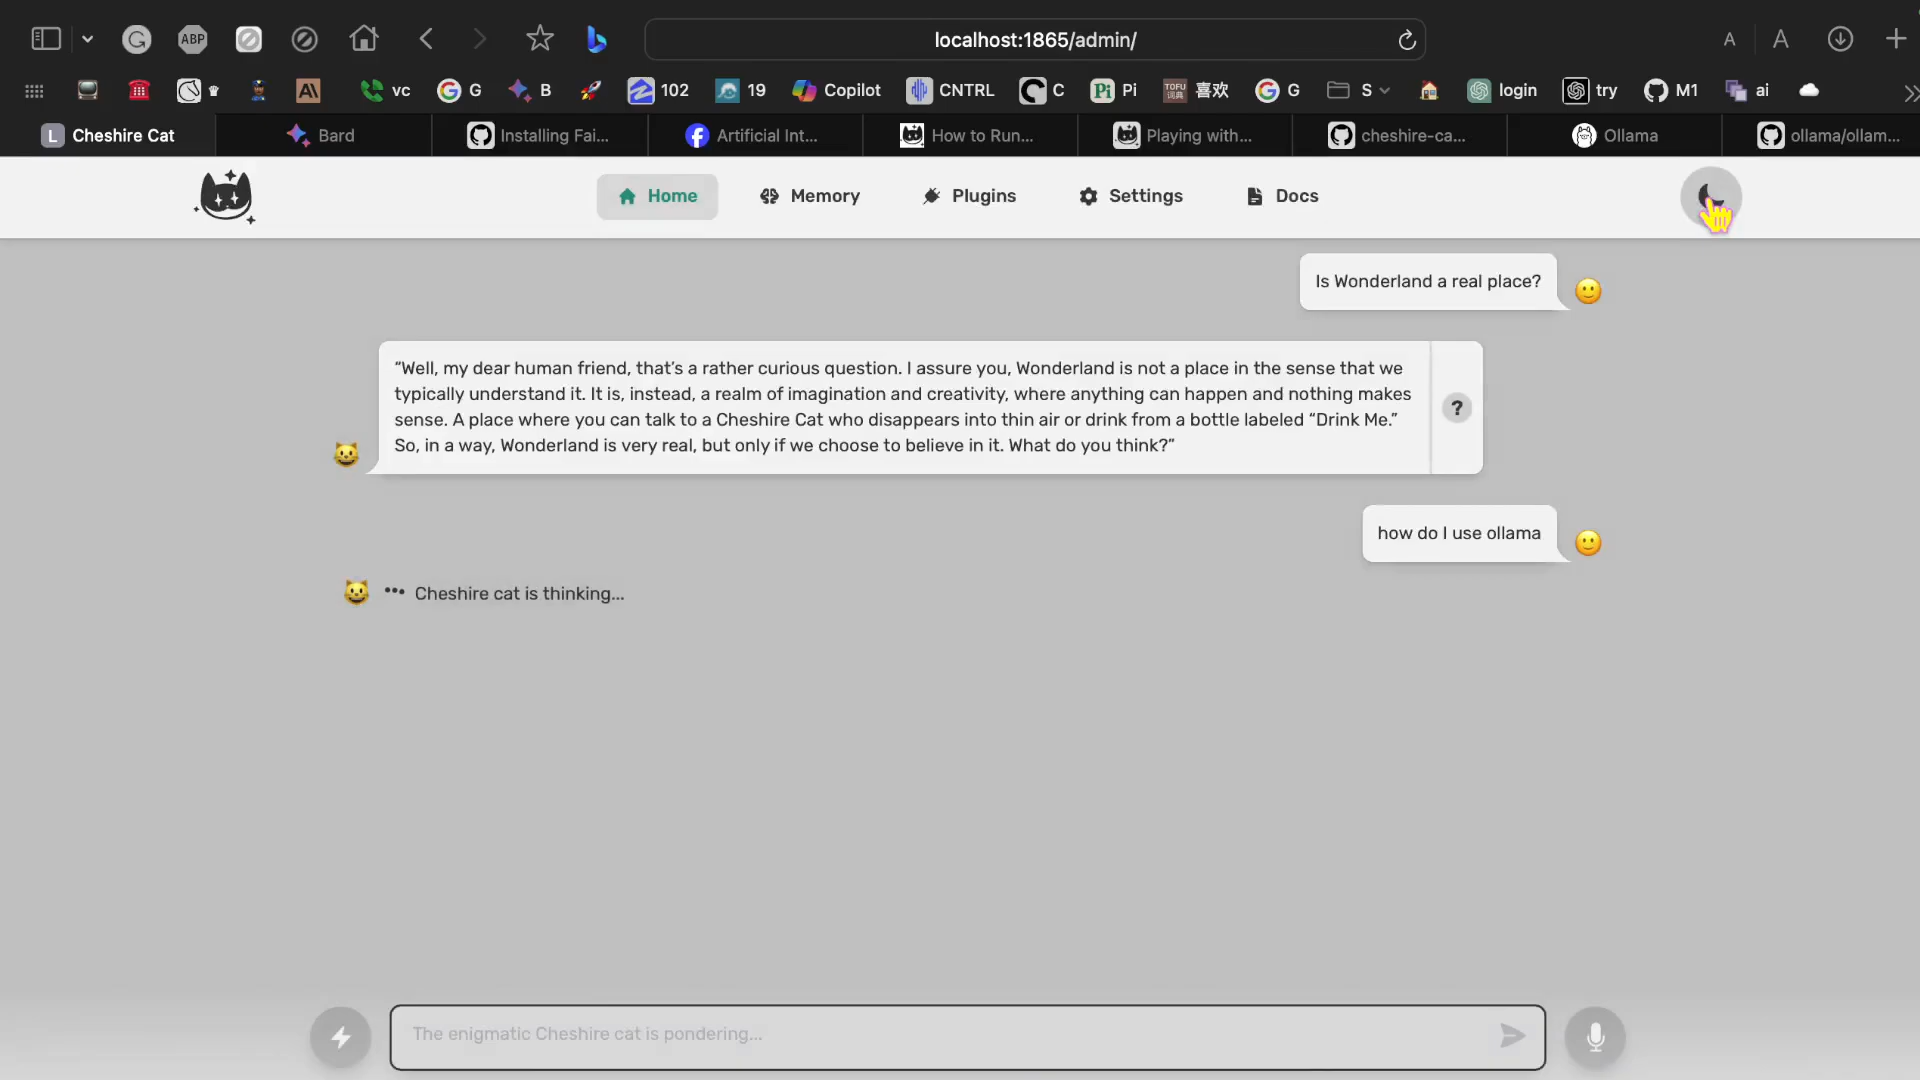 ABP
localhost:1865/admin/
A
A
vc
G
B
102
19
Copilot
CNTRL
C
Pi
TOFU
词典
喜欢
G
S
login
try
M1
ai
L Cheshire Cat
Bard
Installing Fai...
Artificial Int...
How to Run...
Playing with...
cheshire-ca...
Ollama
ollama/ollam...
Home
Memory
Plugins
Settings
Docs
Is Wonderland a real place?
“Well, my dear human friend, that’s a rather curious question. I assure you, Wonderland is not a place in the sense that we
typically understand it. It is, instead, a realm of imagination and creativity, where anything can happen and nothing makes
sense. A place where you can talk to a Cheshire Cat who disappears into thin air or drink from a bottle labeled “Drink Me.”
So, in a way, Wonderland is very real, but only if we choose to believe in it. What do you think?”
?
how do I use ollama
Cheshire cat is thinking...
The enigmatic Cheshire cat is pondering...